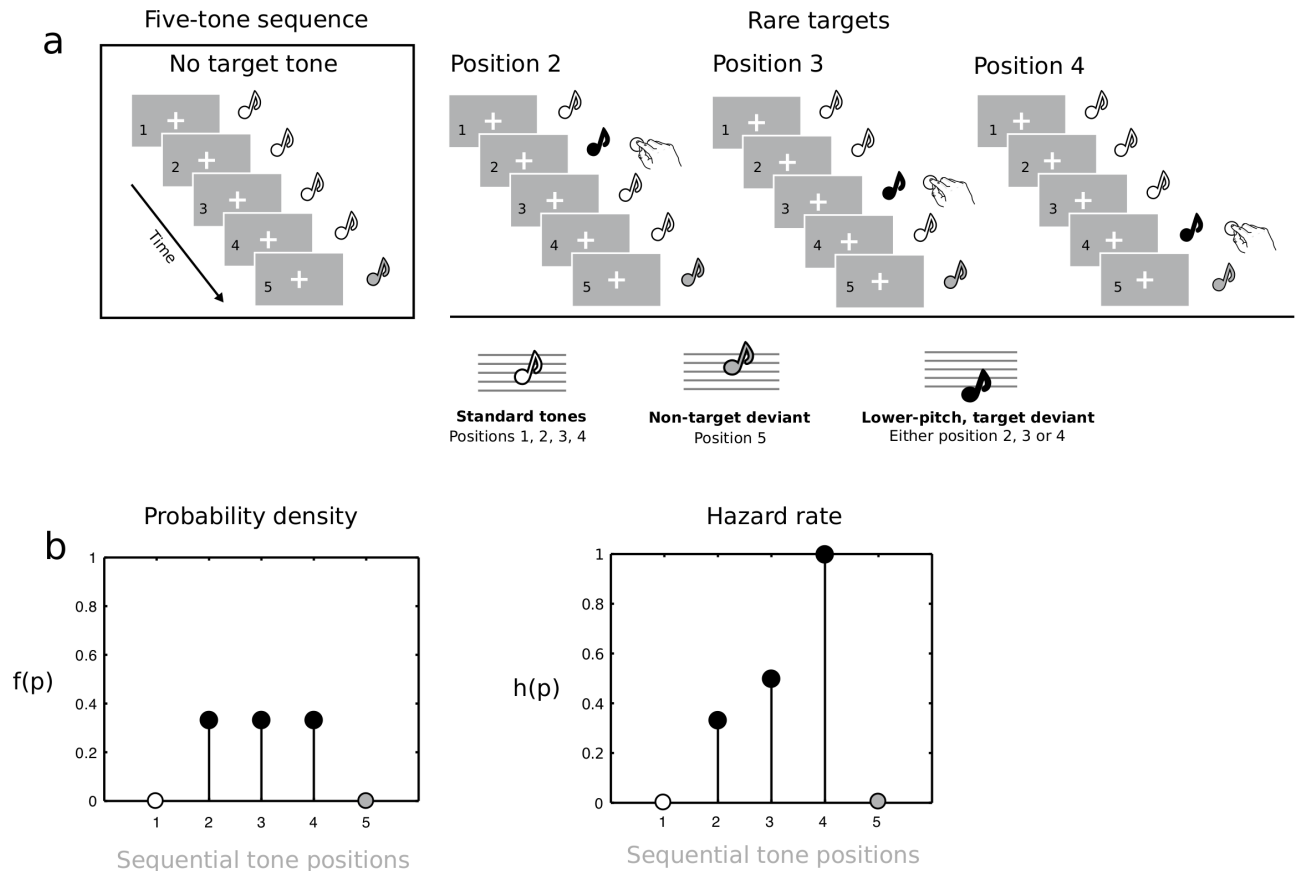 Five-tone sequence
Rare targets
a
No target tone
Position 2
Position 3
Position 4
1
2
3
4
5
Time
1
2
3
4
5
1
2
3
4
5
1
2
3
4
5
Standard tones
Positions 1, 2, 3, 4
Non-target deviant
Position 5
Lower-pitch, target deviant
Either position 2, 3 or 4
b
Probability density
f(p)
1
0.8
0.6
0.4
0.2
0
1 2 3 4 5
Sequential tone positions
Hazard rate
h(p)
1
0.8
0.6
0.4
0.2
0
1 2 3 4 5
Sequential tone positions